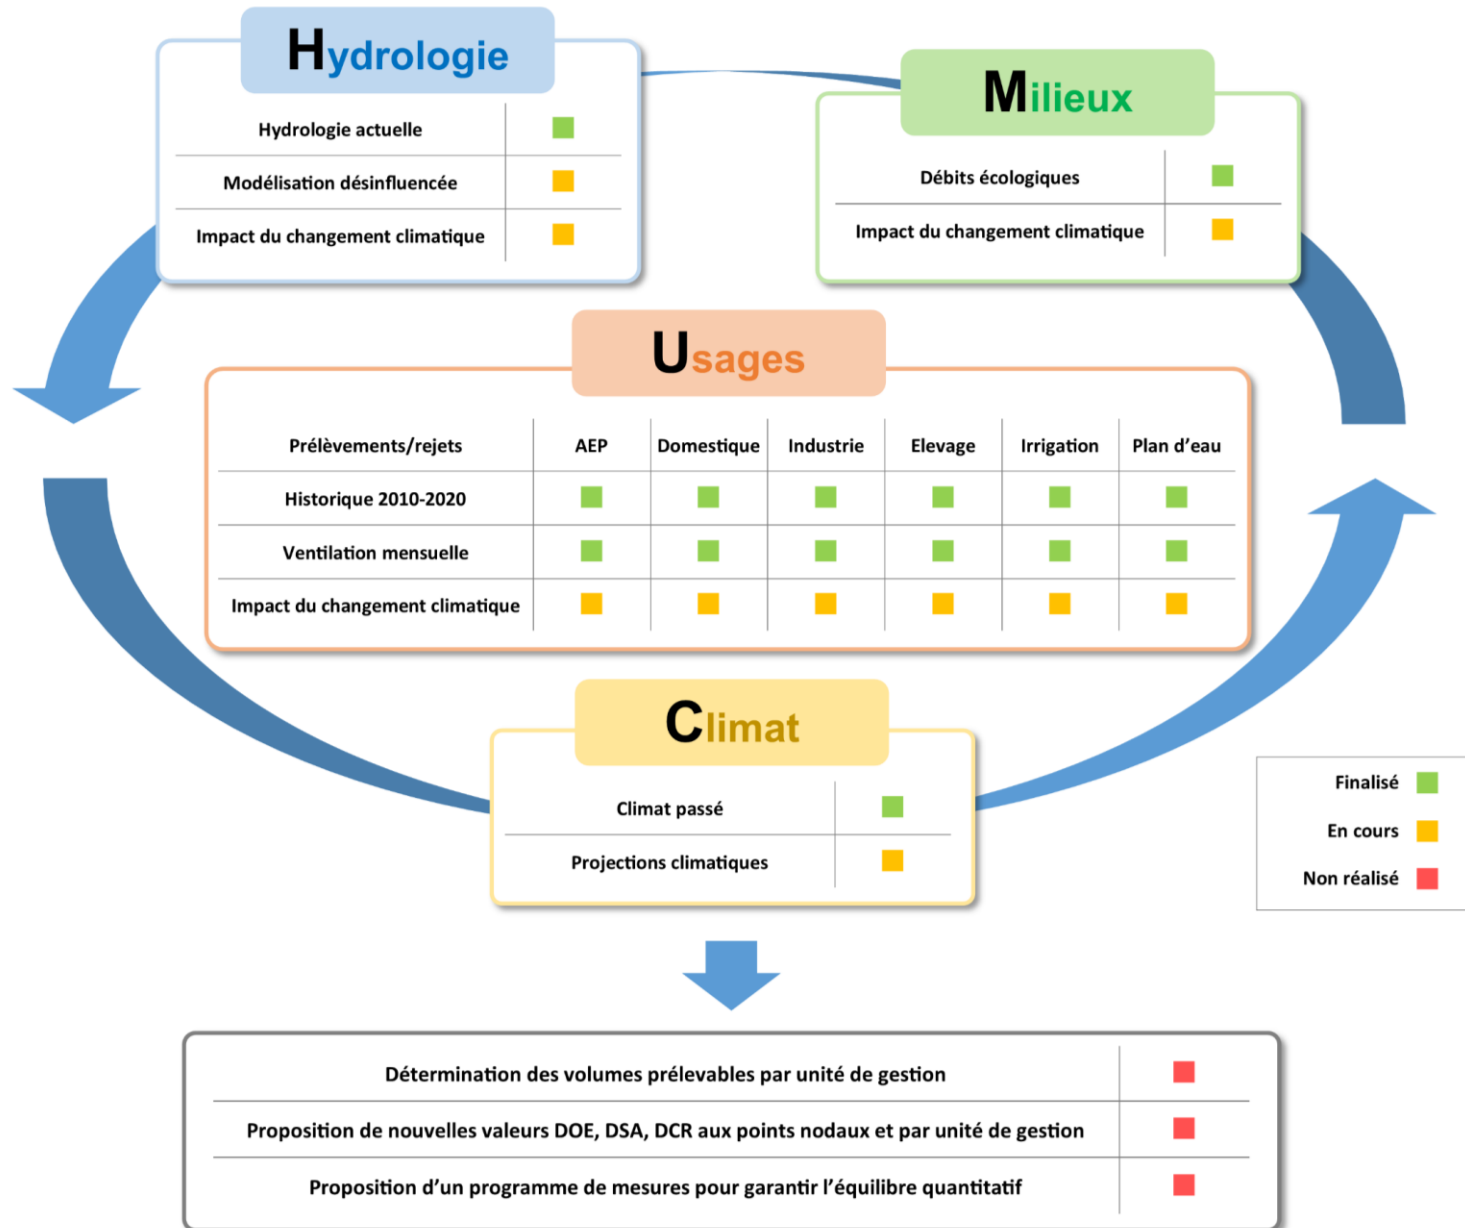 Hydrologie
Hydrologie actuelle
Modélisation désinfluencée
Impact du changement climatique
Milieux
Débits écologiques
Impact du changement climatique
Usages
Prélèvements/rejets AEP Domestique Industrie Elevage Irrigation Plan d'eau
Historique 2010-2020
Ventilation mensuelle
Impact du changement climatique
Climat
Climat passé
Projections climatiques
Finalisé
En cours
Non réalisé
Détermination des volumes prélevables par unité de gestion
Proposition de nouvelles valeurs DOE, DSA, DCR aux points nodaux et par unité de gestion
Proposition d'un programme de mesures pour garantir l'équilibre quantitatif